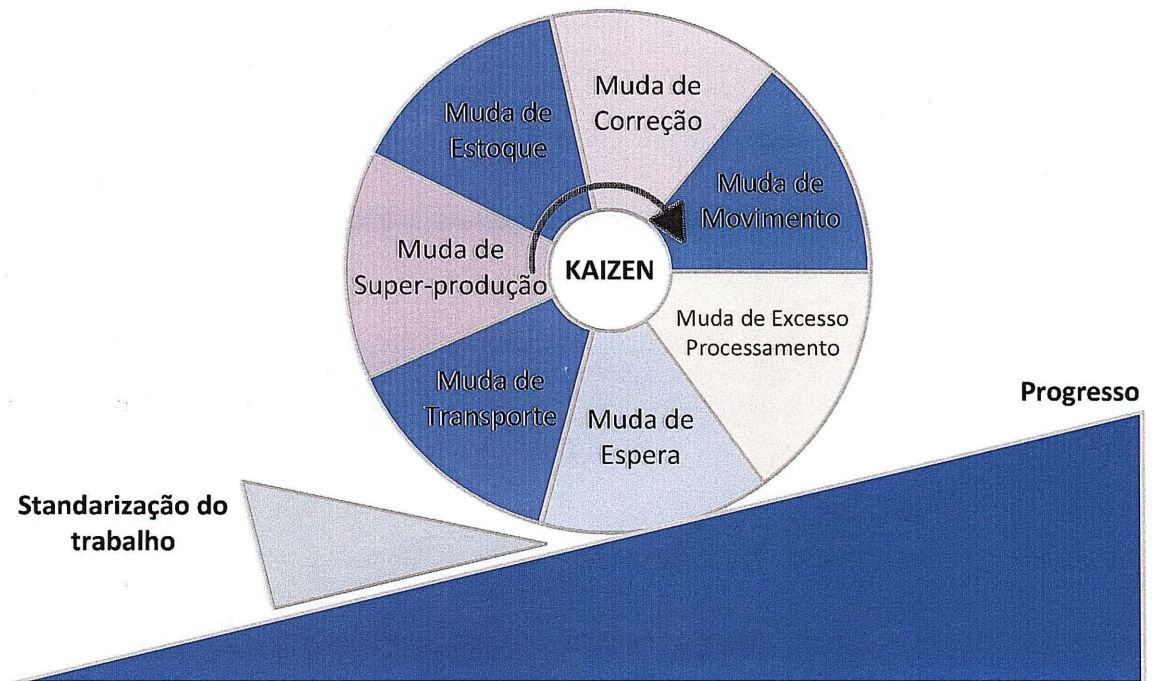 Muda de
Correção
Muda de
Estoque
Muda de
Movimento
Muda de
Super-produção
KAIZEN
Muda de Excesso
Processamento
Muda de
Transporte
Muda de
Espera
Progresso
Standarização do
trabalho